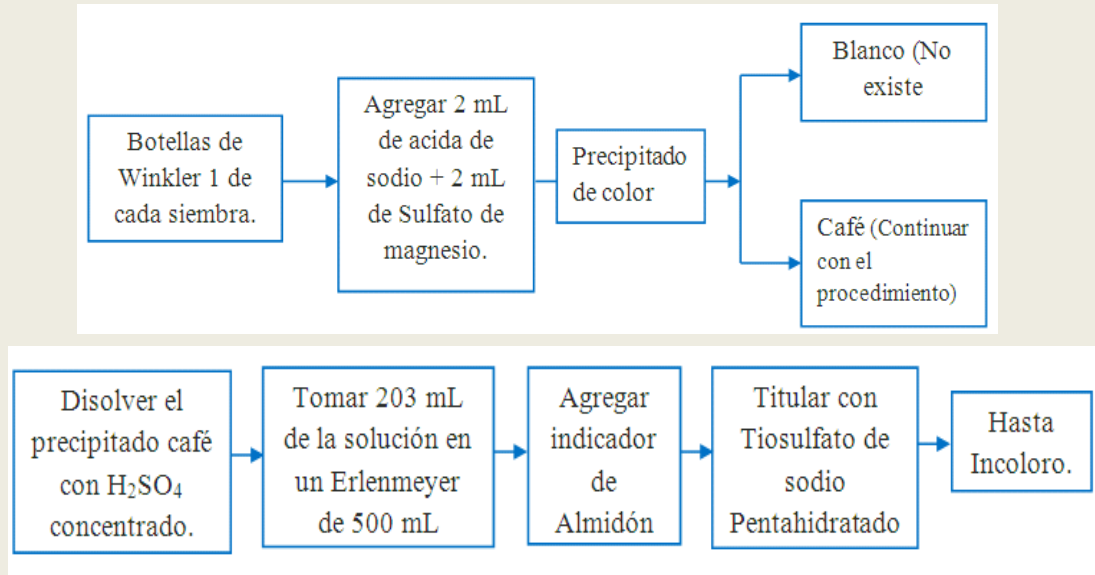 Botellas de
Winkler 1 de
cada siembra.
Agregar 2 mL
de acida de
sodio + 2 mL
de Sulfato de
magnesio.
Precipitado
de color
Blanco (No
existe
Café (Continuar
con el
procedimiento)
Disolver el
precipitado café
con H₂SO₄
concentrado.
Tomar 203 mL
de la solución en
un Erlenmeyer
de 500 mL
Agregar
indicador
de
Almidón
Titular con
Tiosulfato de
sodio
Pentahidratado
Hasta
Incoloro.